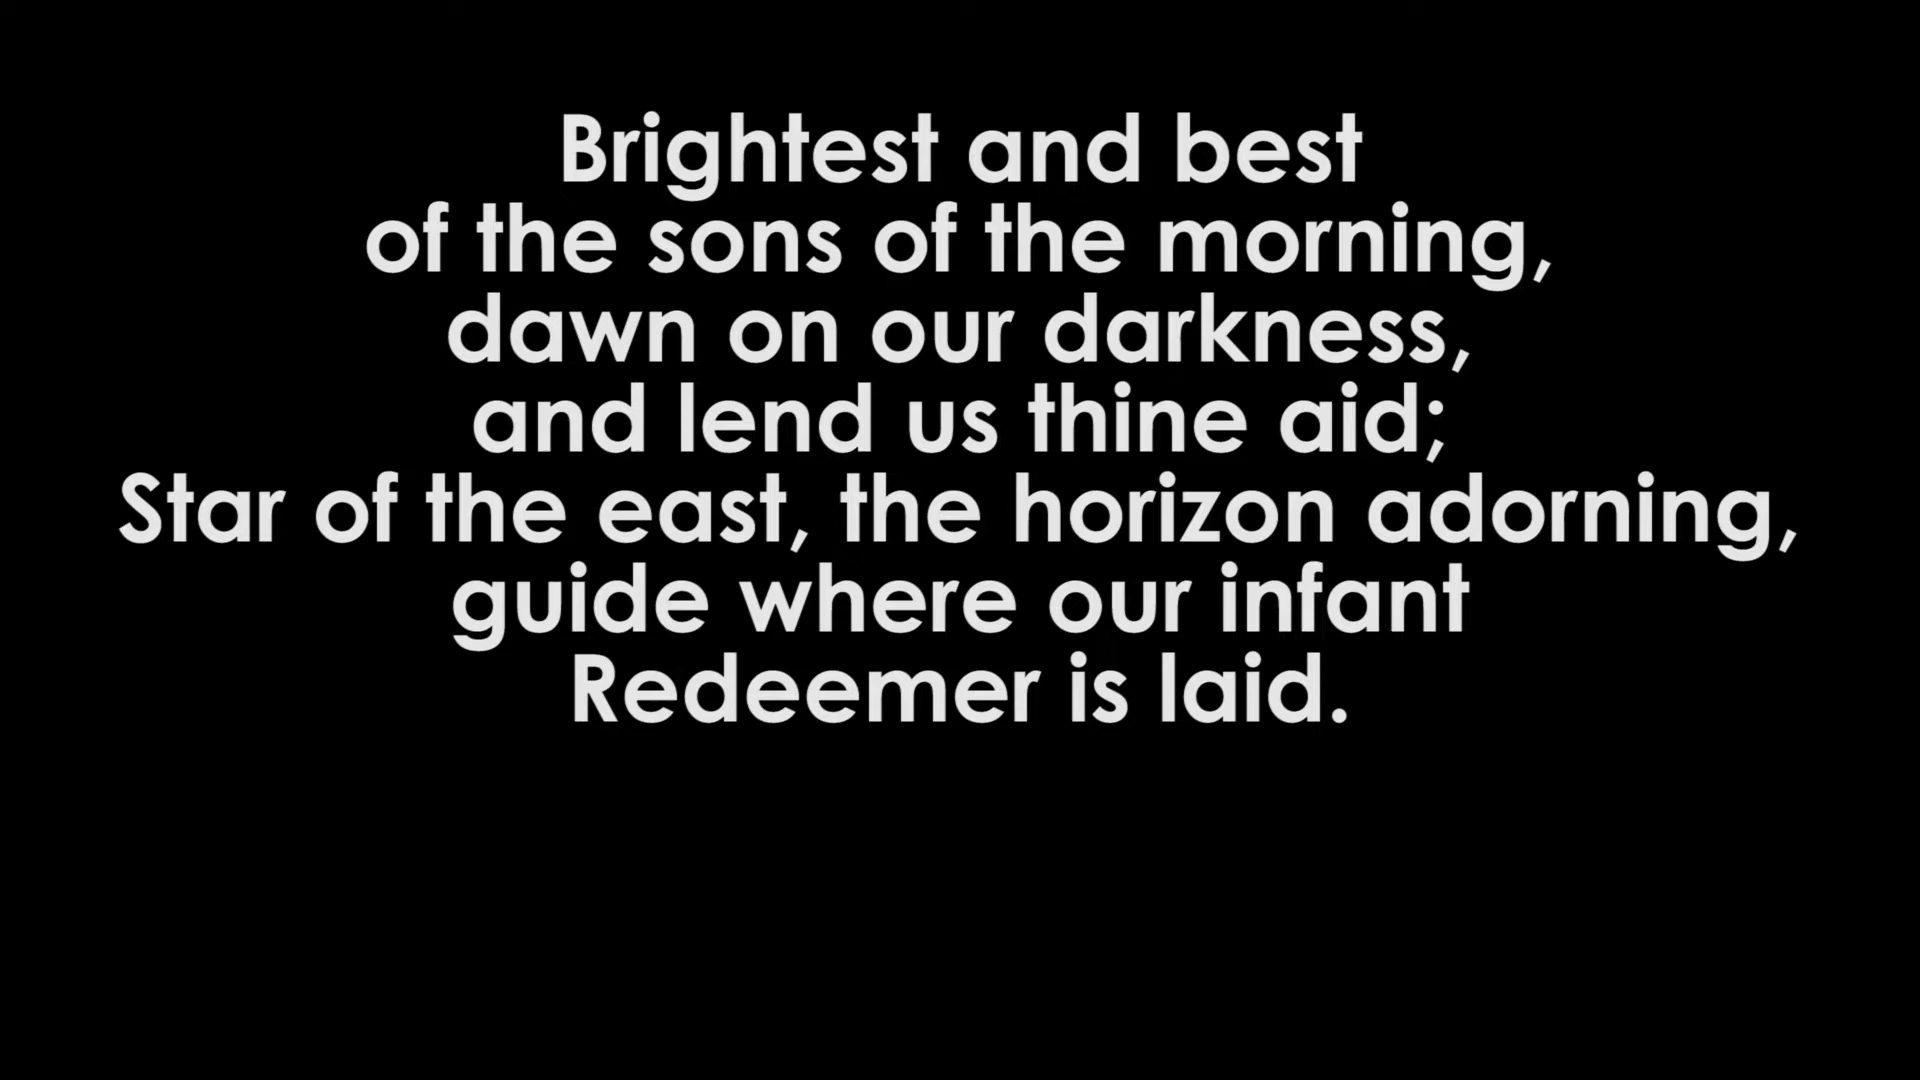 Brightest and best
of the sons of the morning,
dawn on our darkness,
and lend us thine aid;
Star of the east, the horizon adorning,
guide where our infant
Redeemer is laid.